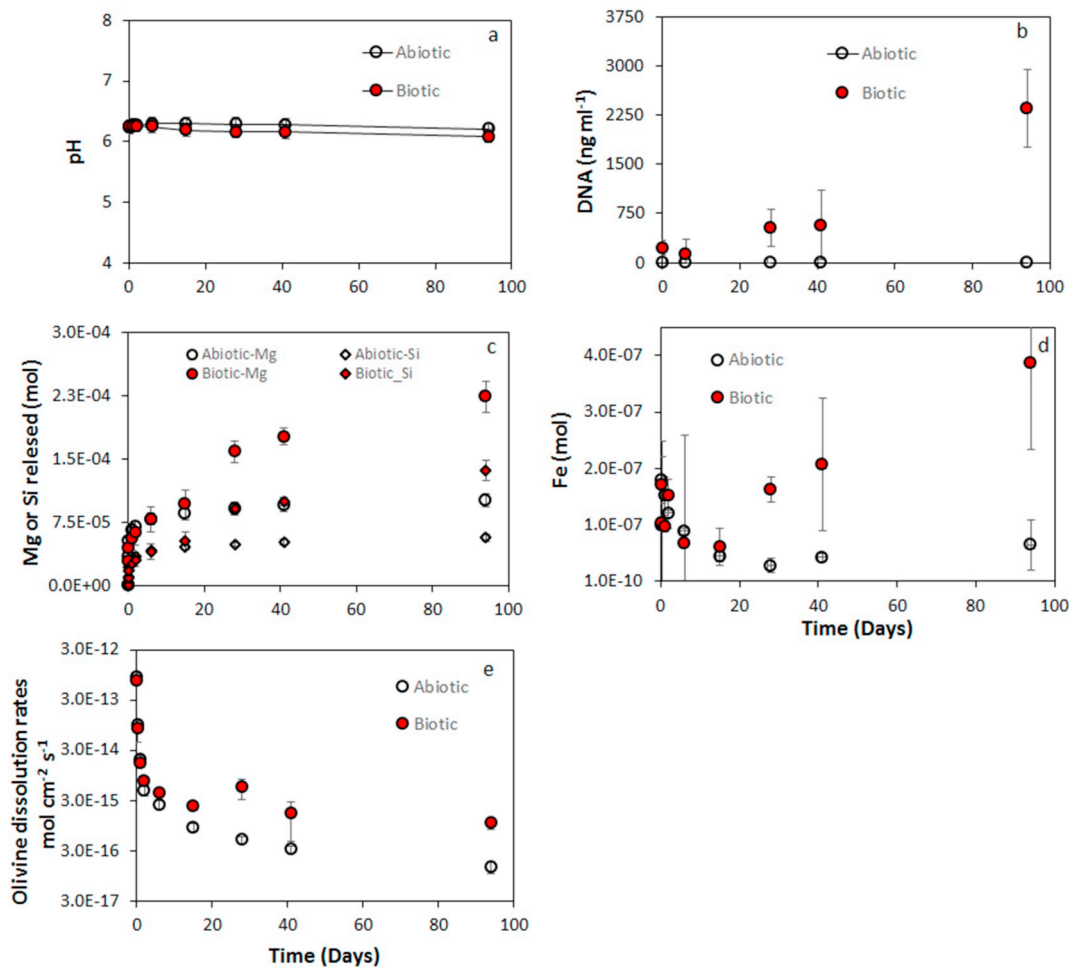 a
Abiotic
Biotic
pH
8
7
6
5
4
0 20 40 60 80 100
b
Abiotic
Biotic
DNA (ng ml-1)
3750
3000
2250
1500
750
0
0 20 40 60 80 100
c
Abiotic-Mg Abiotic-Si
Biotic-Mg Biotic_Si
Mg or Si relesed (mol)
3.0E-04
2.3E-04
1.5E-04
7.5E-05
0.0E+00
0 20 40 60 80 100
d
Abiotic
Biotic
Fe (mol)
4.0E-07
3.0E-07
2.0E-07
1.0E-07
1.0E-10
0 20 40 60 80 100
Time (Days)
e
Abiotic
Biotic
Olivine dissolution rates
mol cm-2 s-1
3.0E-12
3.0E-13
3.0E-14
3.0E-15
3.0E-16
3.0E-17
0 20 40 60 80 100
Time (Days)